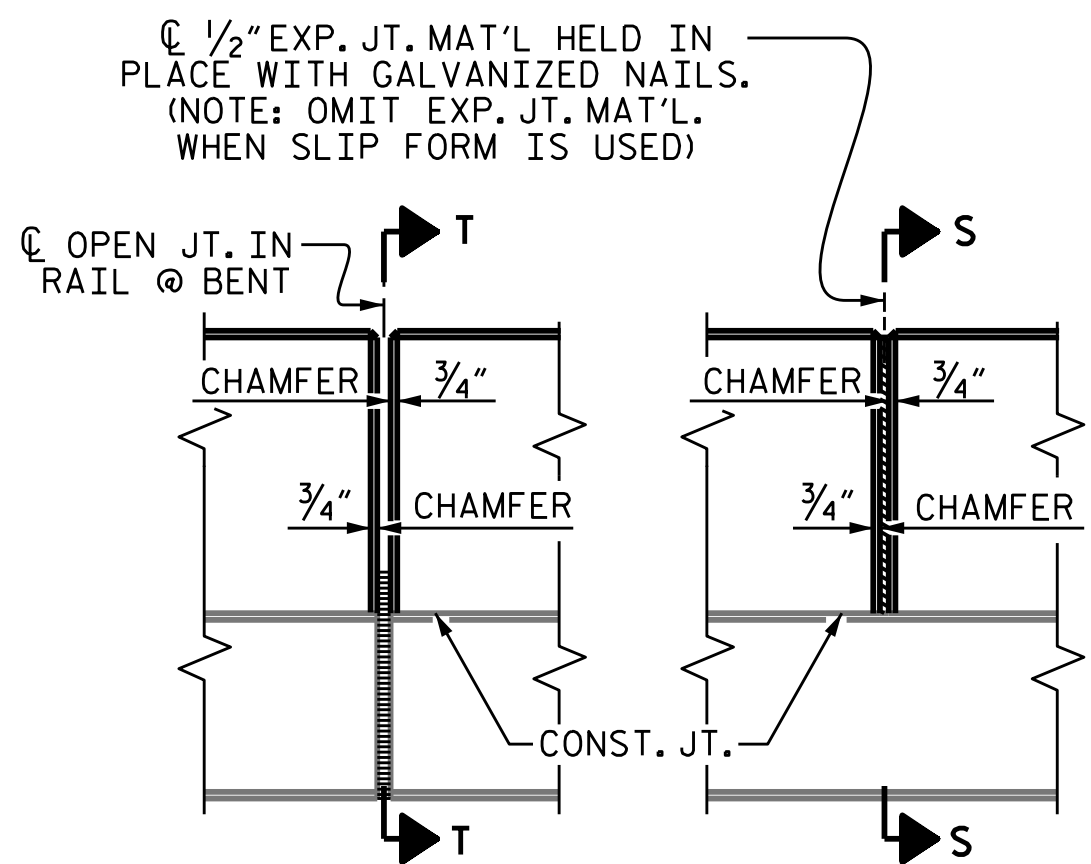 ℄ 1/2" EXP. JT. MAT'L HELD IN
PLACE WITH GALVANIZED NAILS.
(NOTE: OMIT EXP. JT. MAT'L.
WHEN SLIP FORM IS USED)
℄ OPEN JT. IN
RAIL @ BENT
T
S
CHAMFER
3/4"
CHAMFER
3/4"
3/4"
CHAMFER
3/4"
CHAMFER
CONST. JT.
T
S